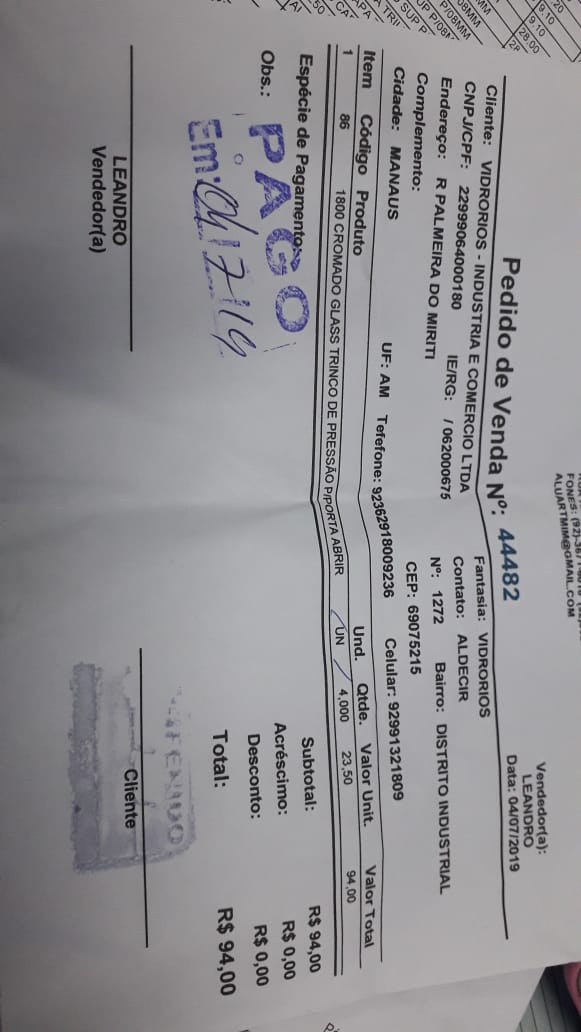 ALUARTMIM@GMAIL.COM
Vendedor(a):
LEANDRO
Data: 04/07/2019
Pedido de Venda Nº: 44482
Cliente: VIDRORIOS - INDUSTRIA E COMERCIO LTDA Fantasia: VIDRORIOS
CNPJ/CPF: 22999064000180 IE/RG: / 062000675 Contato: ALDECIR
Endereço: R PALMEIRA DO MIRITI Nº: 1272 Bairro: DISTRITO INDUSTRIAL
Complemento: CEP: 69075215
Cidade: MANAUS UF: AM Tefefone: 92362918009236 Celular: 92991321809
Item Código Produto Und. Qtde. Valor Unit. Valor Total
1 86 1800 CROMADO GLASS TRINCO DE PRESSÃO P/PORTA ABRIR UN 4,000 23,50 94,00
Espécie de Pagamento: Subtotal: R$ 94,00
Acréscimo: R$ 0,00
Obs.: Desconto: R$ 0,00
Total: R$ 94,00
PAGO
Em: 04/7/19
LEANDRO
Vendedor(a)
Cliente